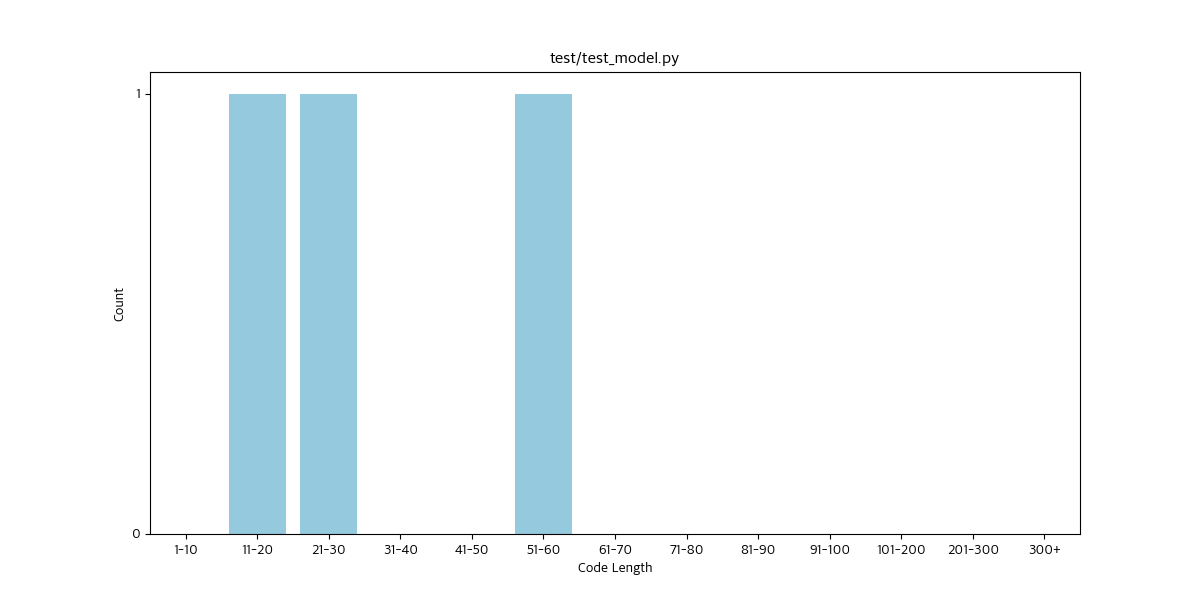 test/test_model.py
1
Count
0
1-10 11-20 21-30 31-40 41-50 51-60 61-70 71-80 81-90 91-100 101-200 201-300 300+
Code Length